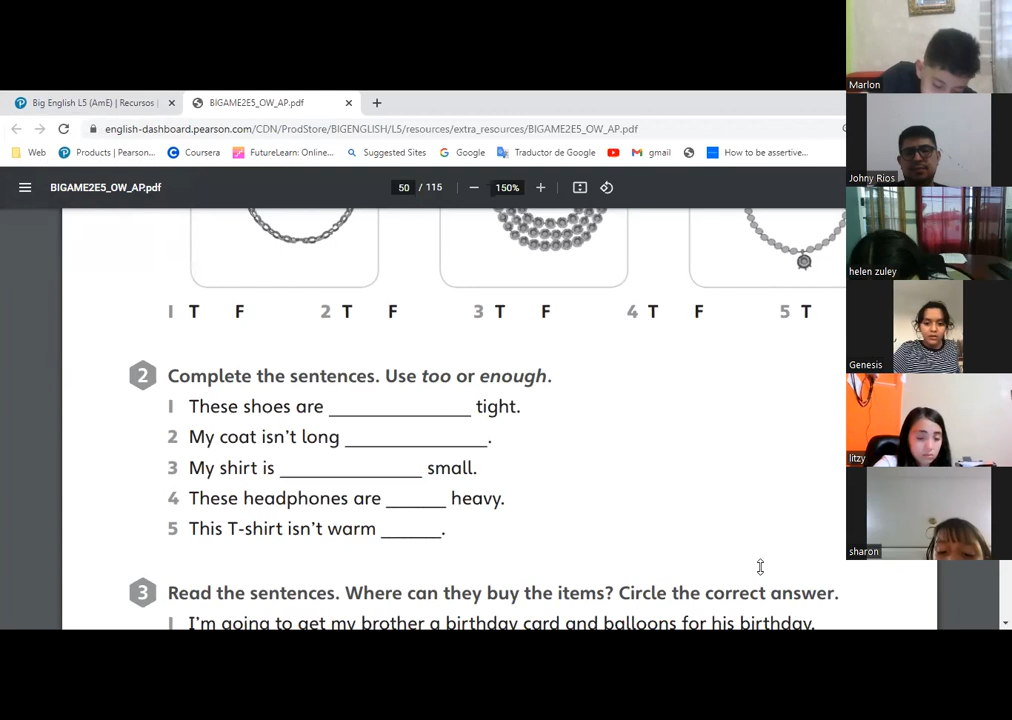 Big English L5 (AmE) | Recursos |
BIGAME2E5_OW_AP.pdf
english-dashboard.pearson.com/CDN/ProdStore/BIGENGLISH/L5/resources/extra_resources/BIGAME2E5_OW_AP.pdf
Web Products | Pearson... Coursera FutureLearn: Online... Suggested Sites Google Traductor de Google gmail How to be assertive...
BIGAME2E5_OW_AP.pdf 50 / 115 150%
1 T F 2 T F 3 T F 4 T F 5 T
2 Complete the sentences. Use too or enough.
1 These shoes are ________________ tight.
2 My coat isn't long ________________.
3 My shirt is ________________ small.
4 These headphones are _______ heavy.
5 This T-shirt isn't warm _______.
3 Read the sentences. Where can they buy the items? Circle the correct answer.
1 I'm going to get my brother a birthday card and balloons for his birthday.
Marlon
Johny Rios
helen zuley
Genesis
litzy
sharon